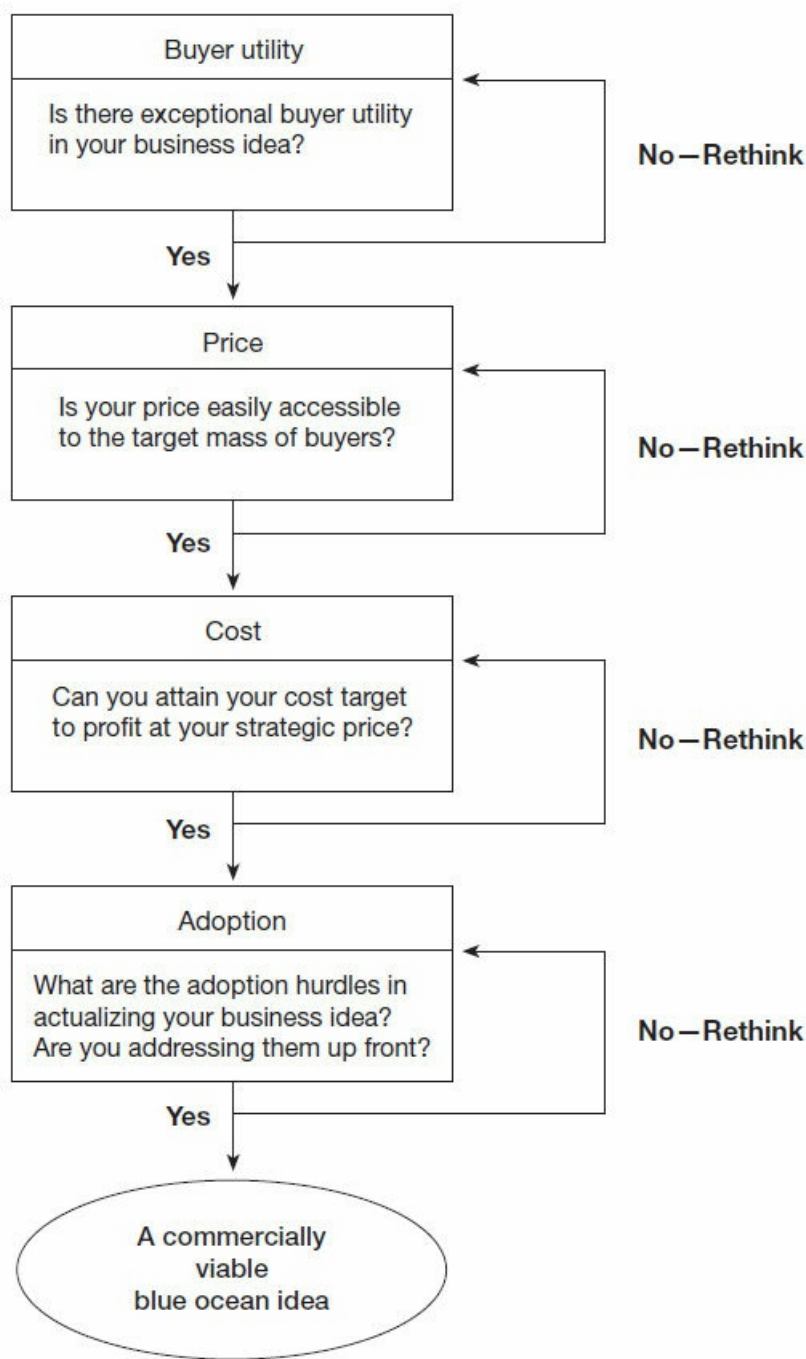 Buyer utility
Is there exceptional buyer utility
in your business idea?
No—Rethink
Yes
Price
Is your price easily accessible
to the target mass of buyers?
No—Rethink
Yes
Cost
Can you attain your cost target
to profit at your strategic price?
No—Rethink
Yes
Adoption
What are the adoption hurdles in
actualizing your business idea?
Are you addressing them up front?
No—Rethink
Yes
A commercially
viable
blue ocean idea